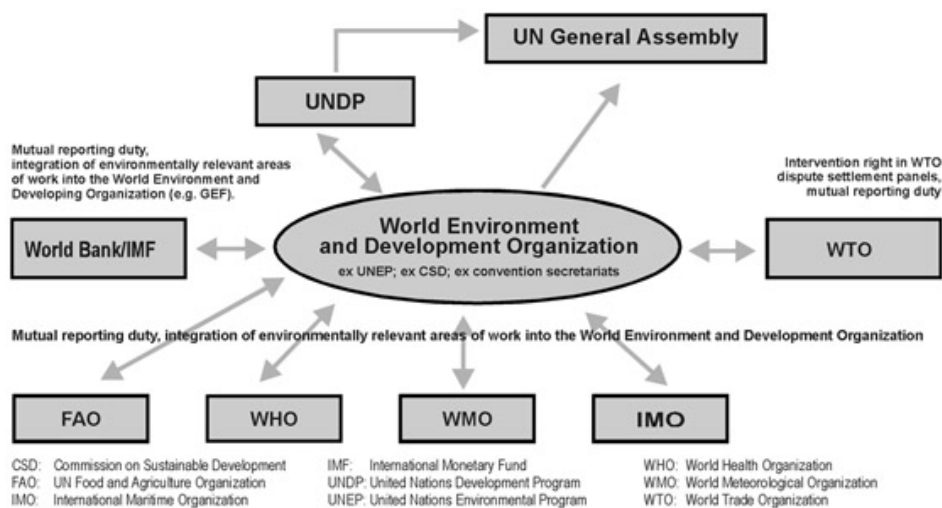 UN General Assembly
UNDP
Mutual reporting duty,
integration of environmentally relevant areas
of work into the World Environment and
Developing Organization (e.g. GEF).
Intervention right in WTO
dispute settlement panels,
mutual reporting duty
World Environment
and Development Organization
ex UNEP; ex CSD; ex convention secretariats
World Bank/IMF
WTO
Mutual reporting duty, integration of environmentally relevant areas of work into the World Environment and Development Organization
FAO
WHO
WMO
IMO
CSD: Commission on Sustainable Development
FAO: UN Food and Agriculture Organization
IMO: International Maritime Organization
IMF: International Monetary Fund
UNDP: United Nations Development Program
UNEP: United Nations Environmental Program
WHO: World Health Organization
WMO: World Meteorological Organization
WTO: World Trade Organization